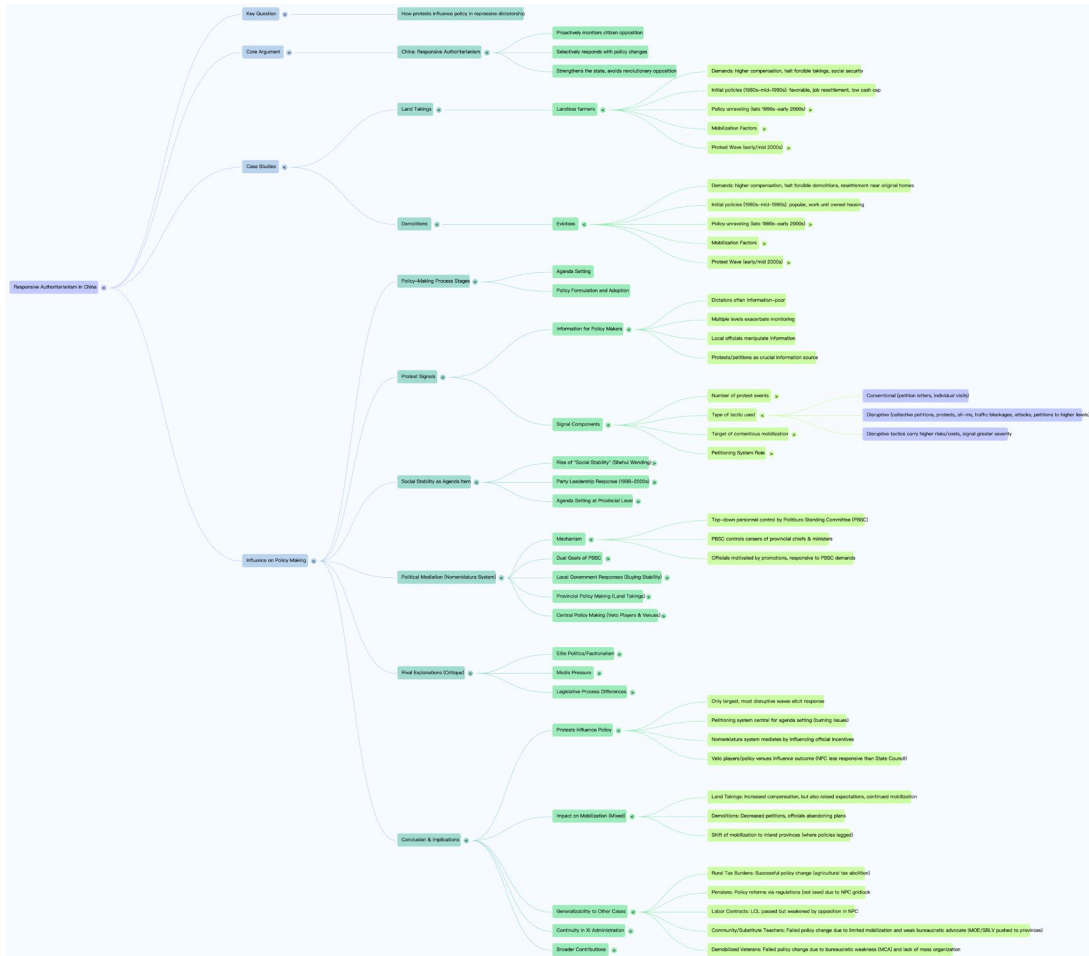 Key Question
How protests influence policy in repressive dictatorship
Core Argument
China: Responsive Authoritarianism
Proactively monitors citizen opposition
Selectively responds with policy changes
Strengthens the state, avoids revolutionary opposition
Case Studies
Land Takings
Landless farmers
Demands: higher compensation, halt forcible takings, social security
Initial policies (1980s-mid-1990s): favorable, job resettlement, low cash cap
Policy unraveling (late 1990s-early 2000s)
Mobilization Factors
Protest Wave (early/mid 2000s)
Demolitions
Evictees
Demands: higher compensation, halt forcible demolitions, resettlement near original homes
Initial policies (1980s-mid-1990s): popular, work unit owned housing
Policy unraveling (late 1990s-early 2000s)
Mobilization Factors
Protest Wave (early/mid 2000s)
Responsive Authoritarianism in China
Influence on Policy Making
Policy-Making Process Stages
Agenda Setting
Policy Formulation and Adoption
Protest Signals
Information for Policy Makers
Dictators often information-poor
Multiple levels exacerbate monitoring
Local officials manipulate information
Protests/petitions as crucial information source
Signal Components
Number of protest events
Type of tactic used
Conventional (petition letters, individual visits)
Disruptive (collective petitions, protests, sit-ins, traffic blockages, attacks, petitions to higher levels)
Disruptive tactics carry higher risks/costs, signal greater severity
Target of contentious mobilization
Petitioning System Role
Social Stability as Agenda Item
Rise of "Social Stability" (Shehui Wending)
Party Leadership Response (1998-2000s)
Agenda Setting at Provincial Level
Political Mediation (Nomenklatura System)
Mechanism
Top-down personnel control by Politburo Standing Committee (PBSC)
PBSC controls careers of provincial chiefs & ministers
Officials motivated by promotions, responsive to PBSC demands
Dual Goals of PBSC
Local Government Responses (Buying Stability)
Provincial Policy Making (Land Takings)
Central Policy Making (Veto Players & Venues)
Rival Explanations (Critique)
Elite Politics/Factionalism
Media Pressure
Legislative Process Differences
Conclusion & Implications
Protests Influence Policy
Only largest, most disruptive waves elicit response
Petitioning system central for agenda setting (burning issues)
Nomenklatura system mediates by influencing official incentives
Veto players/policy venues influence outcome (NPC less responsive than State Council)
Impact on Mobilization (Mixed)
Land Takings: Increased compensation, but also raised expectations, continued mobilization
Demolitions: Decreased petitions, officials abandoning plans
Shift of mobilization to inland provinces (where policies lagged)
Generalizability to Other Cases
Rural Tax Burdens: Successful policy change (agricultural tax abolition)
Pensions: Policy reforms via regulations (not laws) due to NPC gridlock
Labor Contracts: LCL passed but weakened by opposition in NPC
Community/Substitute Teachers: Failed policy change due to limited mobilization and weak bureaucratic advocate (MOE/SBLV pushed to provinces)
Demobilized Veterans: Failed policy change due to bureaucratic weakness (MCA) and lack of mass organization
Continuity in Xi Administration
Broader Contributions